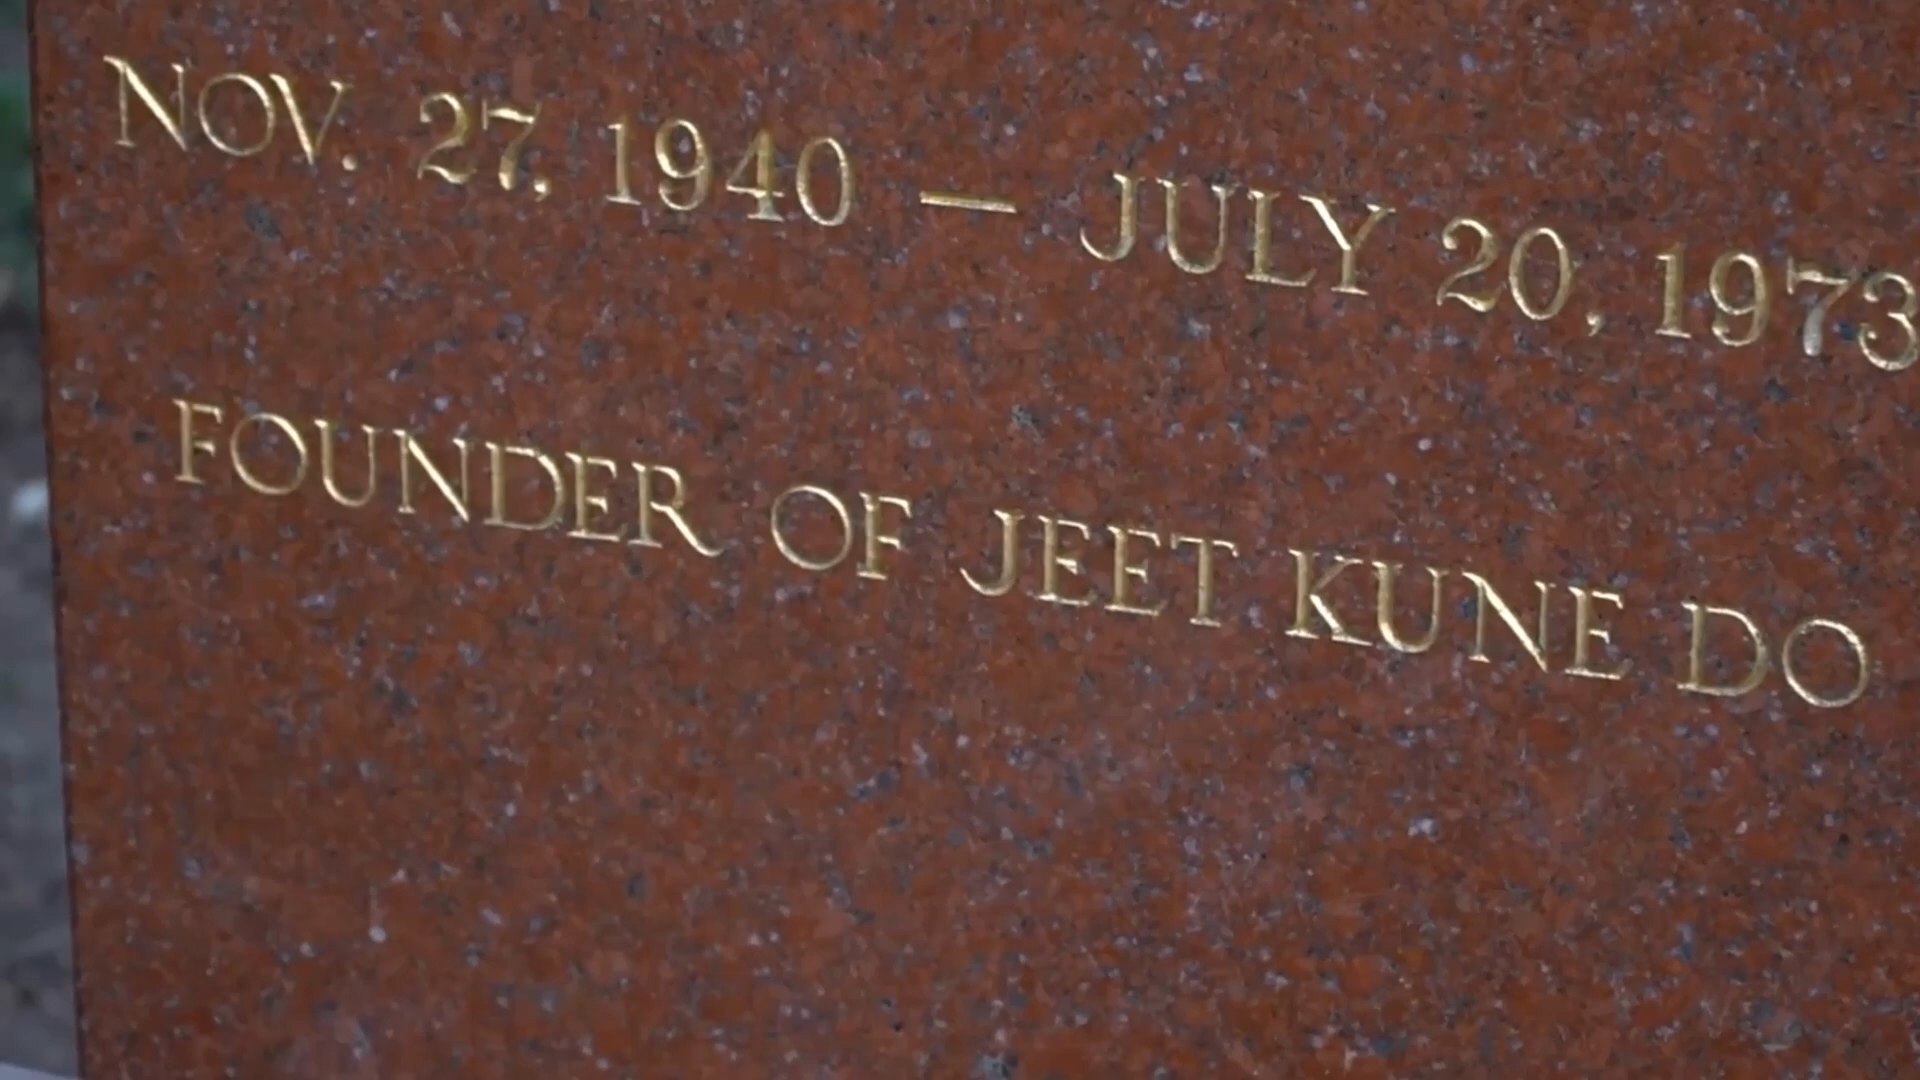 NOV. 27, 1940 — JULY 20, 1973
FOUNDER OF JEET KUNE DO